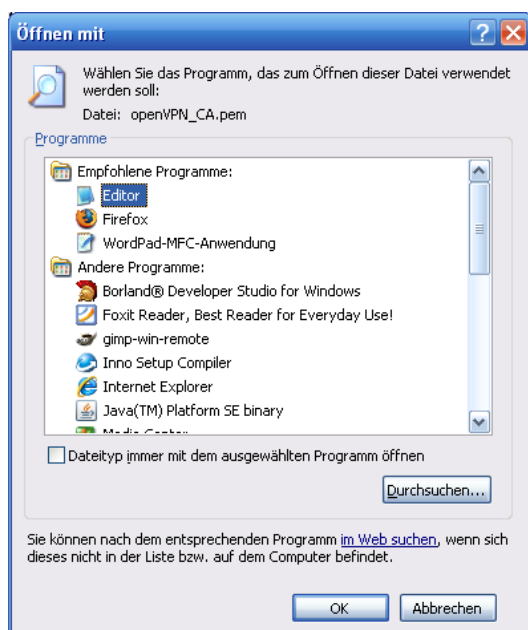 Öffnen mit
Wählen Sie das Programm, das zum Öffnen dieser Datei verwendet
werden soll:
Datei: openVPN_CA.pem
Programme
Empfohlene Programme:
Editor
Firefox
WordPad-MFC-Anwendung
Andere Programme:
Borland® Developer Studio for Windows
Foxit Reader, Best Reader for Everyday Use!
gimp-win-remote
Inno Setup Compiler
Internet Explorer
Java(TM) Platform SE binary
Media Center
Dateityp immer mit dem ausgewählten Programm öffnen
Durchsuchen...
Sie können nach dem entsprechenden Programm im Web suchen, wenn sich
dieses nicht in der Liste bzw. auf dem Computer befindet.
OK
Abbrechen